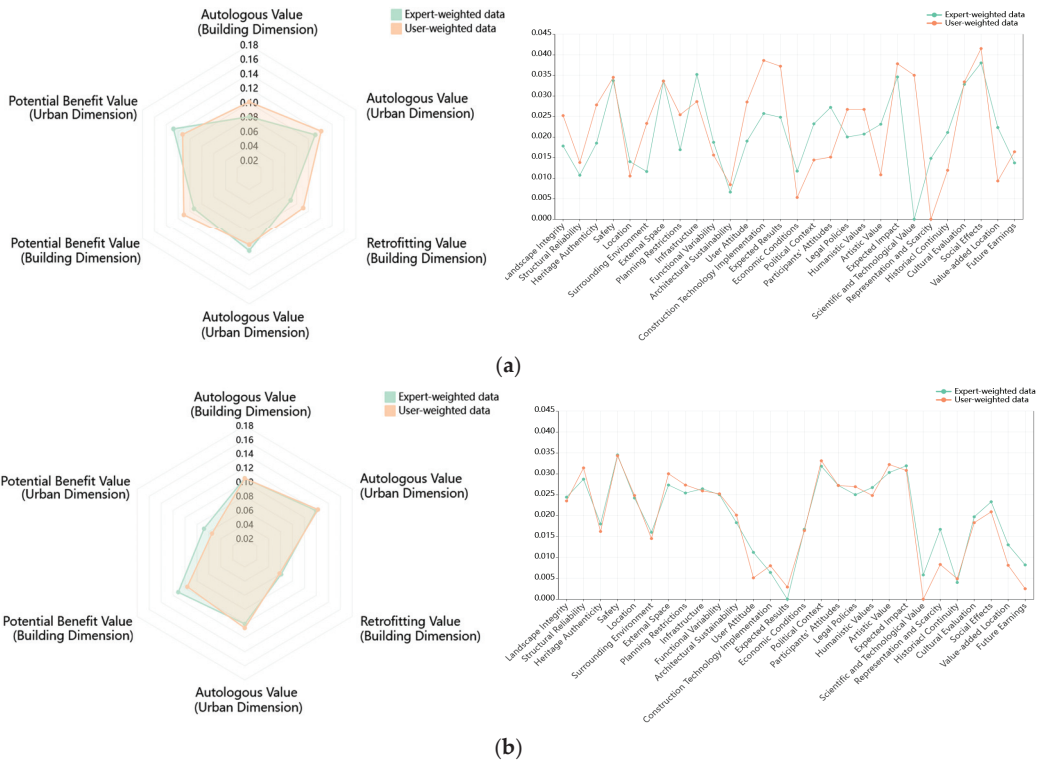 Autologous Value
(Building Dimension)
Expert-weighted data
User-weighted data
0.18
0.16
0.14
0.12
0.10
0.08
0.06
0.04
0.02
Potential Benefit Value
(Urban Dimension)
Autologous Value
(Urban Dimension)
Potential Benefit Value
(Building Dimension)
Retrofitting Value
(Building Dimension)
Autologous Value
(Urban Dimension)
Expert-weighted data
User-weighted data
0.045
0.040
0.035
0.030
0.025
0.020
0.015
0.010
0.005
0.000
Landscape Integrity
Structural Reliability
Heritage Authenticity
Safety
Location
Surrounding Environment
External Space
Planning Restrictions
Infrastructure
Functional Variability
Architectural Sustainability
User Attitude
Construction Technology Implementation
Expected Results
Economic Conditions
Political Context
Participants' Attitudes
Legal Policies
Humanistic Values
Artistic Value
Expected Impact
Scientific and Technological Value
Representation and Scarcity
Historiacl Continuity
Cultural Evaluation
Social Effects
Value-added Location
Future Earnings
(a)
Autologous Value
(Building Dimension)
Expert-weighted data
User-weighted data
0.18
0.16
0.14
0.12
0.10
0.08
0.06
0.04
0.02
Potential Benefit Value
(Urban Dimension)
Autologous Value
(Urban Dimension)
Potential Benefit Value
(Building Dimension)
Retrofitting Value
(Building Dimension)
Autologous Value
(Urban Dimension)
Expert-weighted data
User-weighted data
0.045
0.040
0.035
0.030
0.025
0.020
0.015
0.010
0.005
0.000
Landscape Integrity
Structural Reliability
Heritage Authenticity
Safety
Location
Surrounding Environment
External Space
Planning Restrictions
Infrastructure
Functional Variability
Architectural Sustainability
User Attitude
Construction Technology Implementation
Expected Results
Economic Conditions
Political Context
Participants' Attitudes
Legal Policies
Humanistic Values
Artistic Value
Expected Impact
Scientific and Technological Value
Representation and Scarcity
Historiacl Continuity
Cultural Evaluation
Social Effects
Value-added Location
Future Earnings
(b)